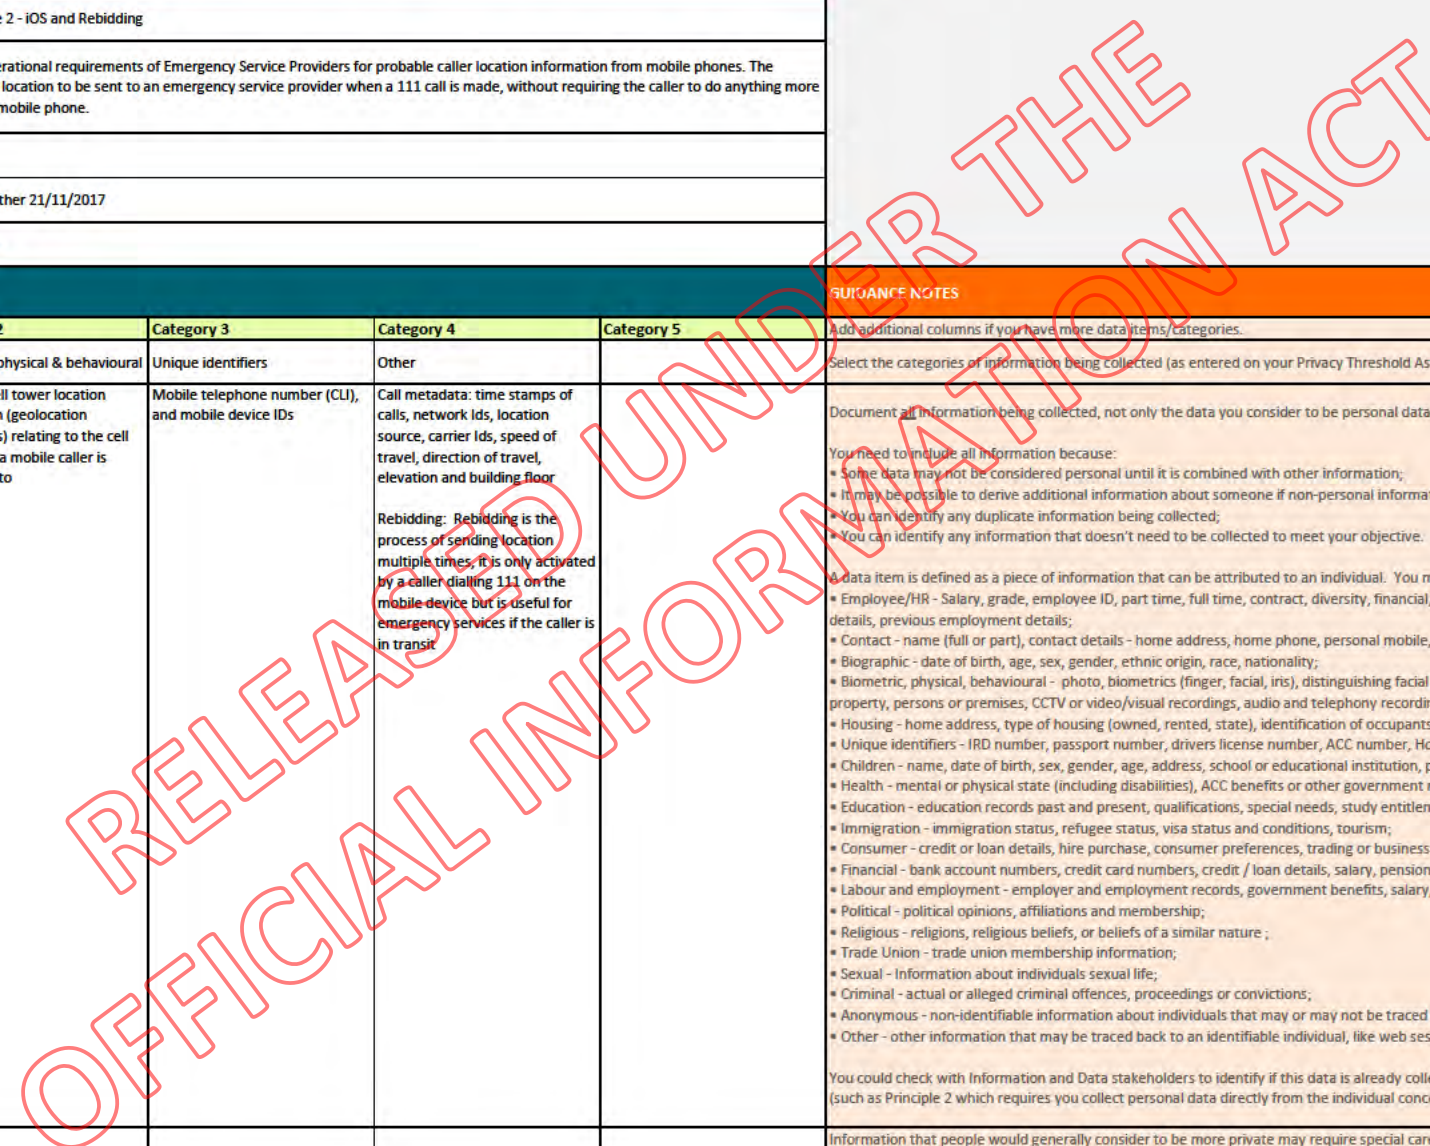 2 - iOS and Rebidding
erational requirements of Emergency Service Providers for probable caller location information from mobile phones. The
location to be sent to an emergency service provider when a 111 call is made, without requiring the caller to do anything more
mobile phone.
ther 21/11/2017
GUIDANCE NOTES
2
Category 3
Category 4
Category 5
Add additional columns if you have more data items/categories.
physical & behavioural
Unique identifiers
Other
Select the categories of information being collected (as entered on your Privacy Threshold As
ll tower location
(geolocation
s) relating to the cell
a mobile caller is
to
Mobile telephone number (CLI),
and mobile device IDs
Call metadata: time stamps of
calls, network Ids, location
source, carrier Ids, speed of
travel, direction of travel,
elevation and building floor
Rebidding: Rebidding is the
process of sending location
multiple times, it is only activated
by a caller dialling 111 on the
mobile device but is useful for
emergency services if the caller is
in transit
Document all information being collected, not only the data you consider to be personal data
You need to include all information because:
• Some data may not be considered personal until it is combined with other information;
• It may be possible to derive additional information about someone if non-personal informa
• You can identify any duplicate information being collected;
• You can identify any information that doesn't need to be collected to meet your objective.
A data item is defined as a piece of information that can be attributed to an individual. You m
• Employee/HR - Salary, grade, employee ID, part time, full time, contract, diversity, financial,
details, previous employment details;
• Contact - name (full or part), contact details - home address, home phone, personal mobile,
• Biographic - date of birth, age, sex, gender, ethnic origin, race, nationality;
• Biometric, physical, behavioural - photo, biometrics (finger, facial, iris), distinguishing facial
property, persons or premises, CCTV or video/visual recordings, audio and telephony recordin
• Housing - home address, type of housing (owned, rented, state), identification of occupants
• Unique identifiers - IRD number, passport number, drivers license number, ACC number, Ho
• Children - name, date of birth, sex, gender, age, address, school or educational institution, p
• Health - mental or physical state (including disabilities), ACC benefits or other government r
• Education - education records past and present, qualifications, special needs, study entitlen
• Immigration - immigration status, refugee status, visa status and conditions, tourism;
• Consumer - credit or loan details, hire purchase, consumer preferences, trading or business
• Financial - bank account numbers, credit card numbers, credit / loan details, salary, pension
• Labour and employment - employer and employment records, government benefits, salary,
• Political - political opinions, affiliations and membership;
• Religious - religions, religious beliefs, or beliefs of a similar nature ;
• Trade Union - trade union membership information;
• Sexual - Information about individuals sexual life;
• Criminal - actual or alleged criminal offences, proceedings or convictions;
• Anonymous - non-identifiable information about individuals that may or may not be traced
• Other - other information that may be traced back to an identifiable individual, like web ses
You could check with Information and Data stakeholders to identify if this data is already colle
(such as Principle 2 which requires you collect personal data directly from the individual conce
Information that people would generally consider to be more private may require special car
RELEASED UNDER THE
OFFICIAL INFORMATION ACT